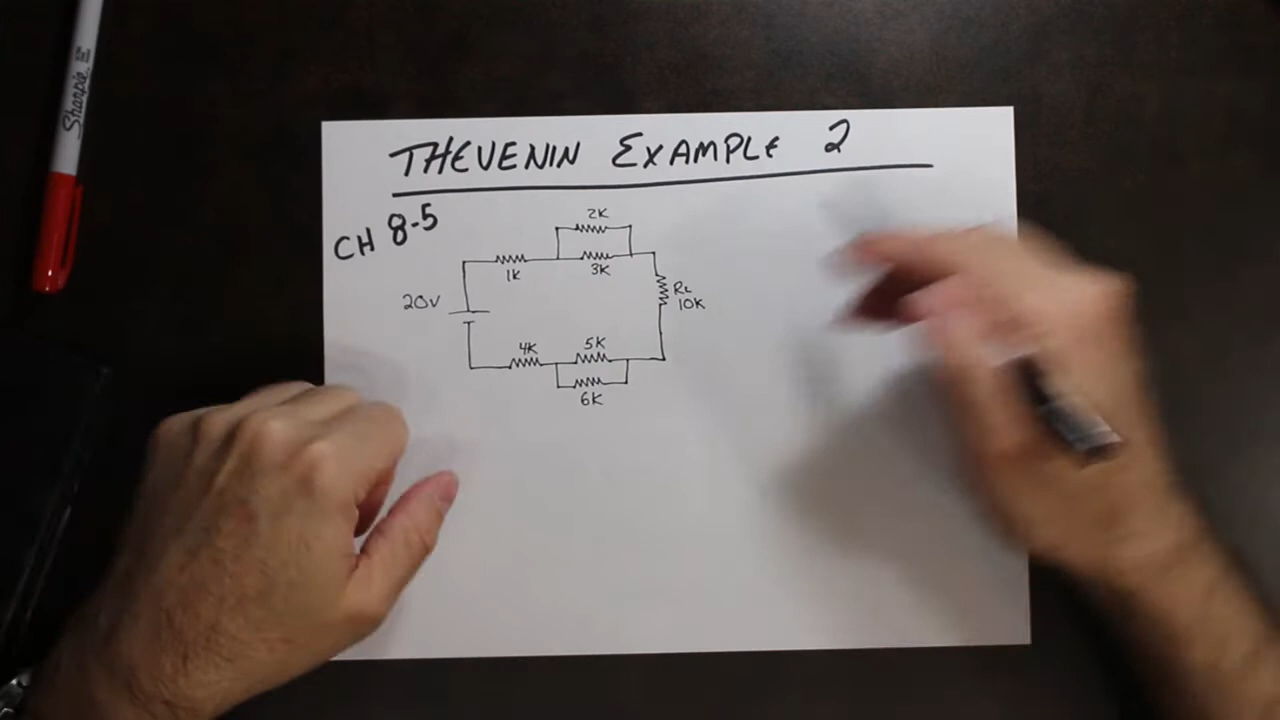 Sharpie
THEVENIN EXAMPLE 2
CH 8-5
2K
1K
3K
20V
RL
10K
4K
5K
6K